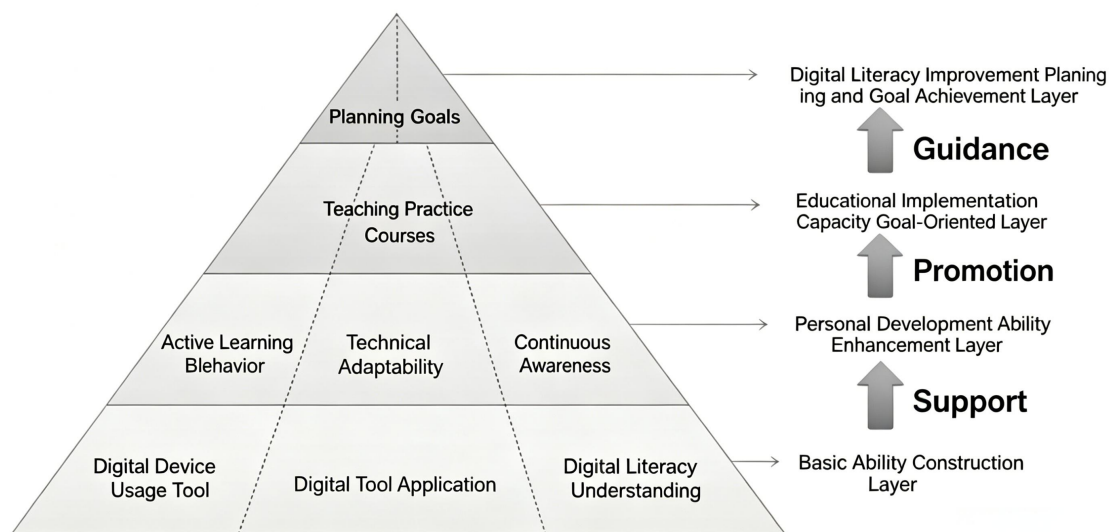 Digital Literacy Improvement Planing
ing and Goal Achievement Layer
Planning Goals
Guidance
Teaching Practice
Courses
Educational Implementation
Capacity Goal-Oriented Layer
Promotion
Active Learning
Blehavior
Technical
Adaptability
Continuous
Awareness
Personal Development Ability
Enhancement Layer
Support
Digital Device
Usage Tool
Digital Tool Application
Digital Literacy
Understanding
Basic Ability Construction
Layer